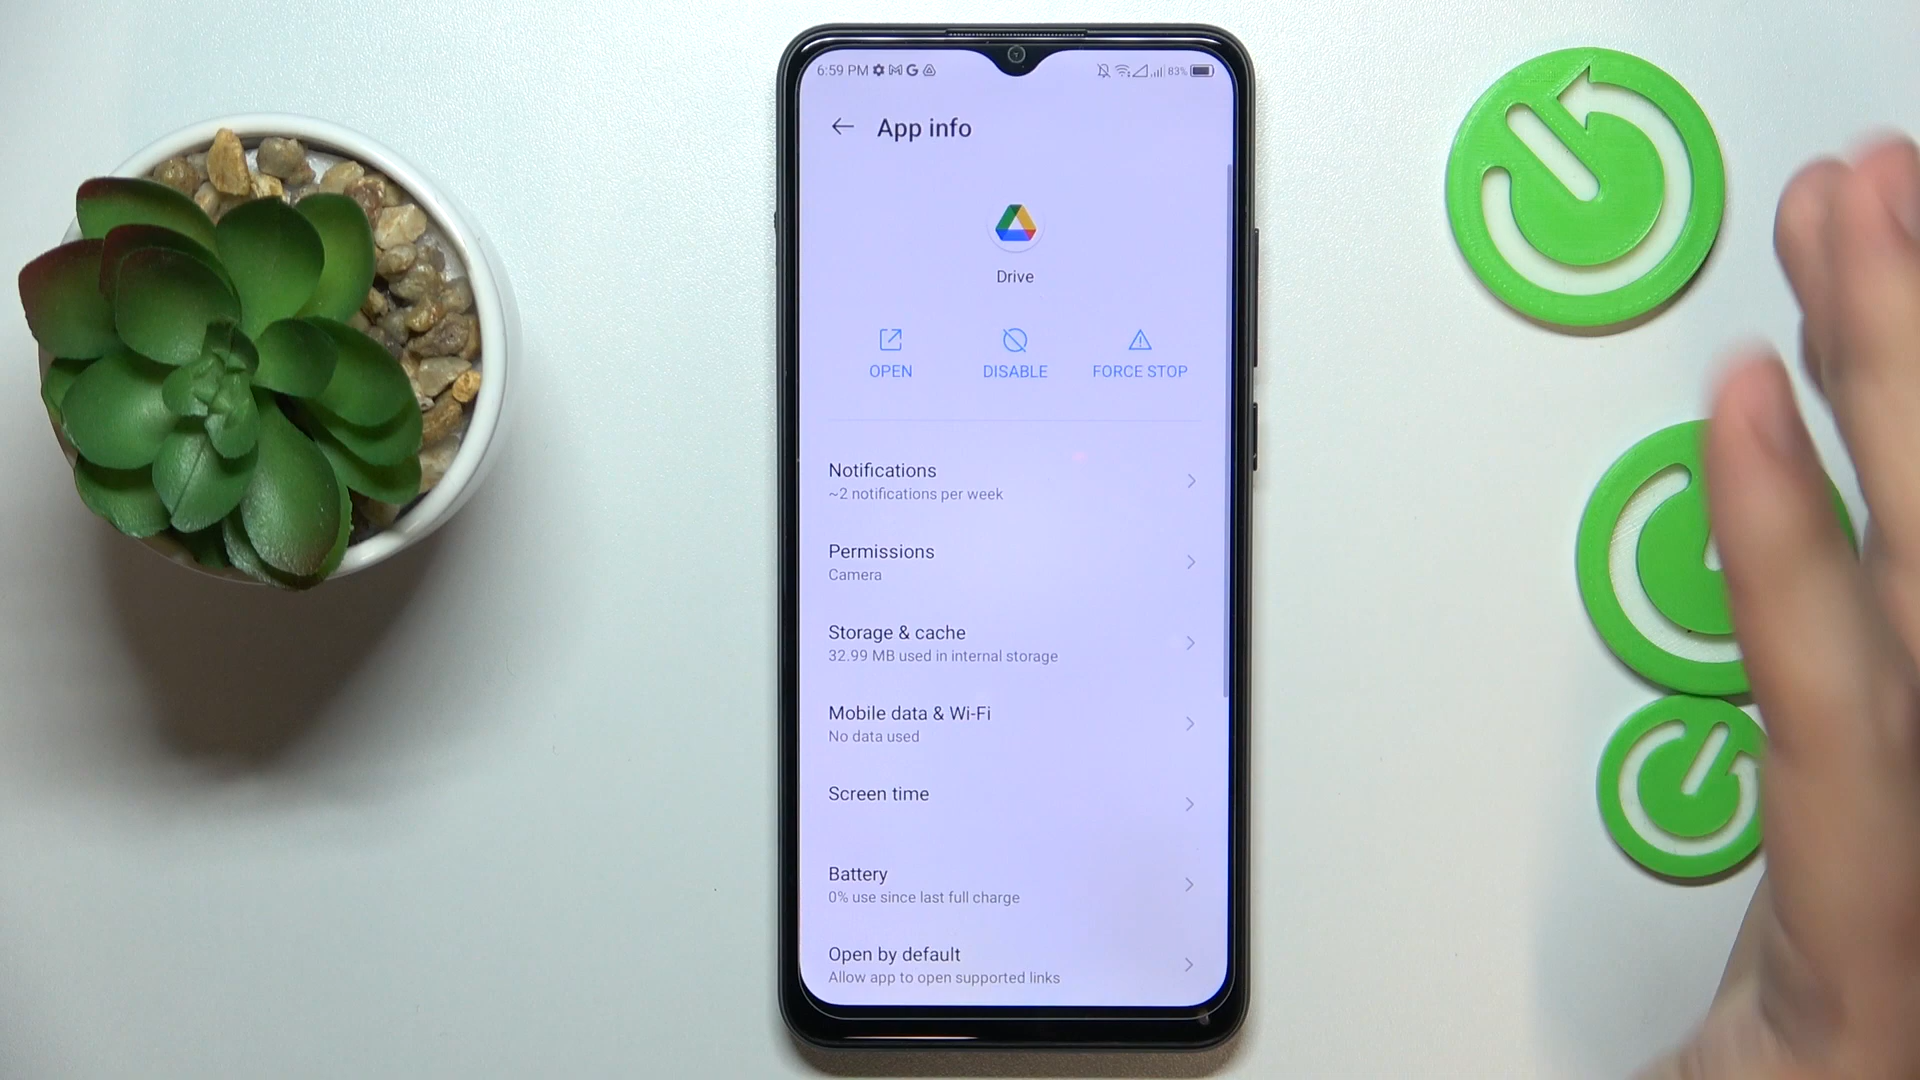 6:59 PM
83%
App info
Drive
OPEN
DISABLE
FORCE STOP
Notifications
~2 notifications per week
Permissions
Camera
Storage & cache
32.99 MB used in internal storage
Mobile data & Wi-Fi
No data used
Screen time
Battery
0% use since last full charge
Open by default
Allow app to open supported links